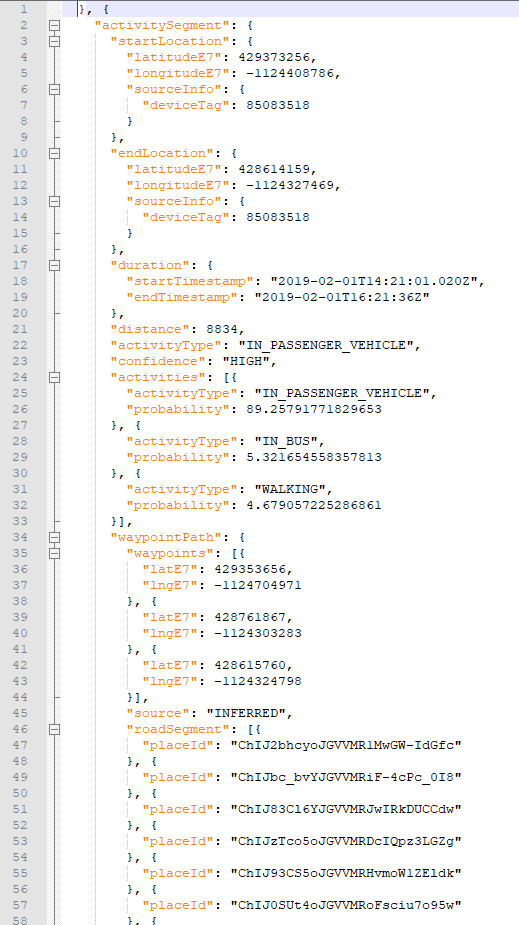 1 }, {
2 "activitySegment": {
3 "startLocation": {
4 "latitudeE7": 429373256,
5 "longitudeE7": -1124408786,
6 "sourceInfo": {
7 "deviceTag": 85083518
8 }
9 },
10 "endLocation": {
11 "latitudeE7": 428614159,
12 "longitudeE7": -1124327469,
13 "sourceInfo": {
14 "deviceTag": 85083518
15 }
16 },
17 "duration": {
18 "startTimestamp": "2019-02-01T14:21:01.020Z",
19 "endTimestamp": "2019-02-01T16:21:36Z"
20 },
21 "distance": 8834,
22 "activityType": "IN_PASSENGER_VEHICLE",
23 "confidence": "HIGH",
24 "activities": [{
25 "activityType": "IN_PASSENGER_VEHICLE",
26 "probability": 89.25791771829653
27 }, {
28 "activityType": "IN_BUS",
29 "probability": 5.321654558357813
30 }, {
31 "activityType": "WALKING",
32 "probability": 4.679057225286861
33 }],
34 "waypointPath": {
35 "waypoints": [{
36 "latE7": 429353656,
37 "lngE7": -1124704971
38 }, {
39 "latE7": 428761867,
40 "lngE7": -1124303283
41 }, {
42 "latE7": 428615760,
43 "lngE7": -1124324798
44 }],
45 "source": "INFERRED",
46 "roadSegment": [{
47 "placeId": "ChIJ2bhcyoJGVVMR1MwGW-IdGfc"
48 }, {
49 "placeId": "ChIJbc_bvYJGVVMRiF-4cPc_0I8"
50 }, {
51 "placeId": "ChIJ83Cl6YJGVVMRJwIRkDUCCdw"
52 }, {
53 "placeId": "ChIJzTco5oJGVVMRDcIQpz3LGZg"
54 }, {
55 "placeId": "ChIJ93CS5oJGVVMRHvmoWlZEldk"
56 }, {
57 "placeId": "ChIJ0SUt4oJGVVMRoFsciu7o95w"
58 }, {